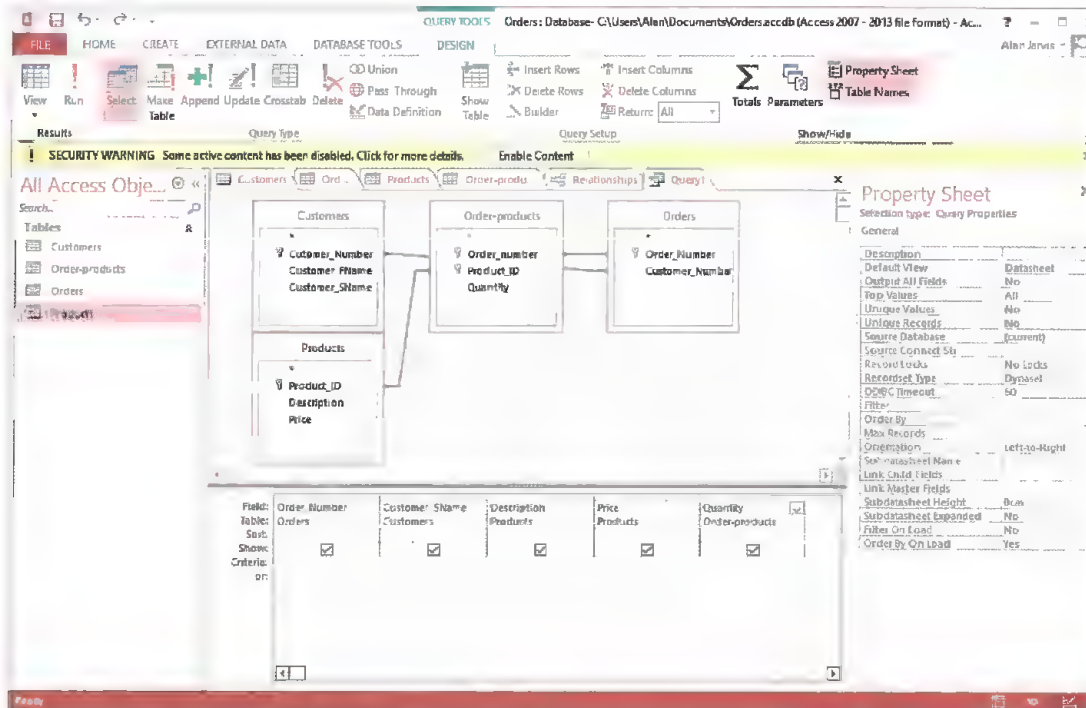 QUERY TOOLS Orders : Database- C:\Users\Alan\Documents\Orders.accdb (Access 2007 - 2013 file format) - Ac... ?
FILE HOME CREATE EXTERNAL DATA DATABASE TOOLS DESIGN Alan Jarvis
Union Insert Rows Insert Columns Property Sheet
Pass Through Delete Rows Delete Columns Table Names
View Run Select Make Table Append Update Crosstab Delete Data Definition Show Table Builder Return: All Totals Parameters
Results Query Type Query Setup Show/Hide
! SECURITY WARNING Some active content has been disabled. Click for more details. Enable Content
All Access Obje... Customers Ord.. Products Order-produ.. Relationships Query1
Search..
Tables
Customers
Order-products
Orders
Products
Customers
*
Cutomer_Number
Customer FName
Customer_SName
Order-products
*
Order_number
Product_ID
Quantity
Orders
*
Order_Number
Customer_Number
Products
*
Product_ID
Description
Price
Property Sheet
Selection type: Query Properties
General
Description
Default View Datasheet
Output All Fields No
Top Values All
Unique Values No
Unique Records No
Source Database (current)
Source Connect Str
Record Locks No Locks
Recordset Type Dynaset
ODBC Timeout 60
Filter
Order By
Max Records
Orientation Left-to-Right
Subdatasheet Name
Link Child Fields
Link Master Fields
Subdatasheet Height
Subdatasheet Expanded No
Filter On Load No
Order By On Load Yes
Field: Order_Number Customer_SName Description Price Quantity
Table: Orders Customers Products Products Order-products
Sort:
Show:
Criteria:
or:
Ready